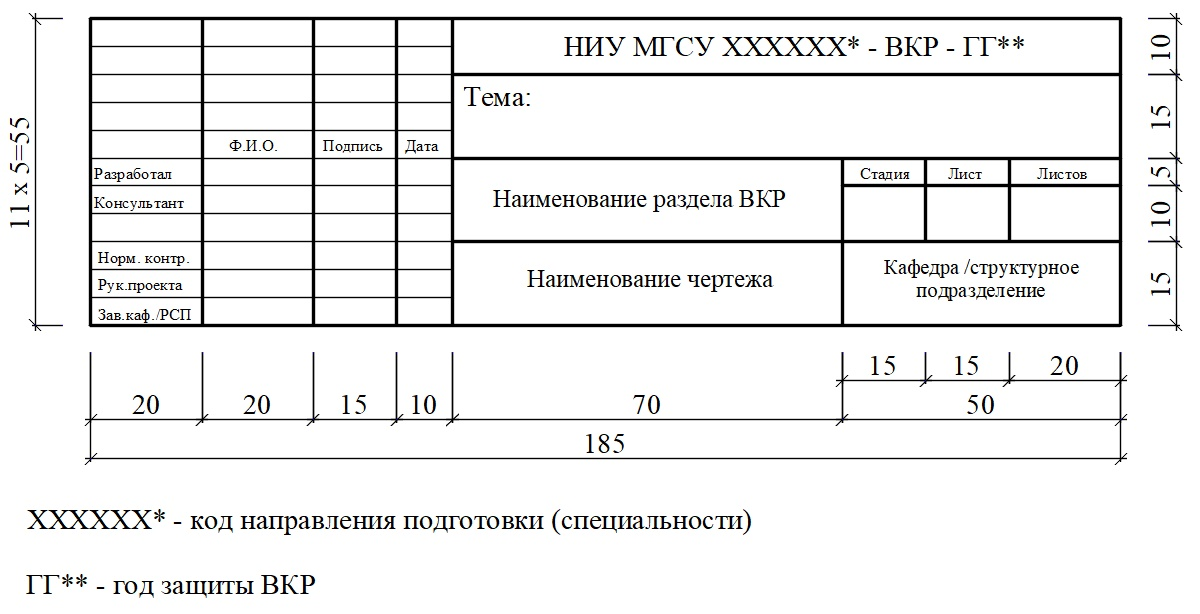 НИУ МГСУ XXXXXX* - ВКР - ГГ**
10
Тема:
15
11 x 5=55
Ф.И.О.
Подпись
Дата
Разработал
Стадия
Лист
Листов
5
Консультант
Наименование раздела ВКР
10
Норм. контр.
Рук.проекта
Зав.каф./РСП
Наименование чертежа
Кафедра /структурное
подразделение
15
15
15
20
20
20
15
10
70
50
185
XXXXXX* - код направления подготовки (специальности)
ГГ** - год защиты ВКР